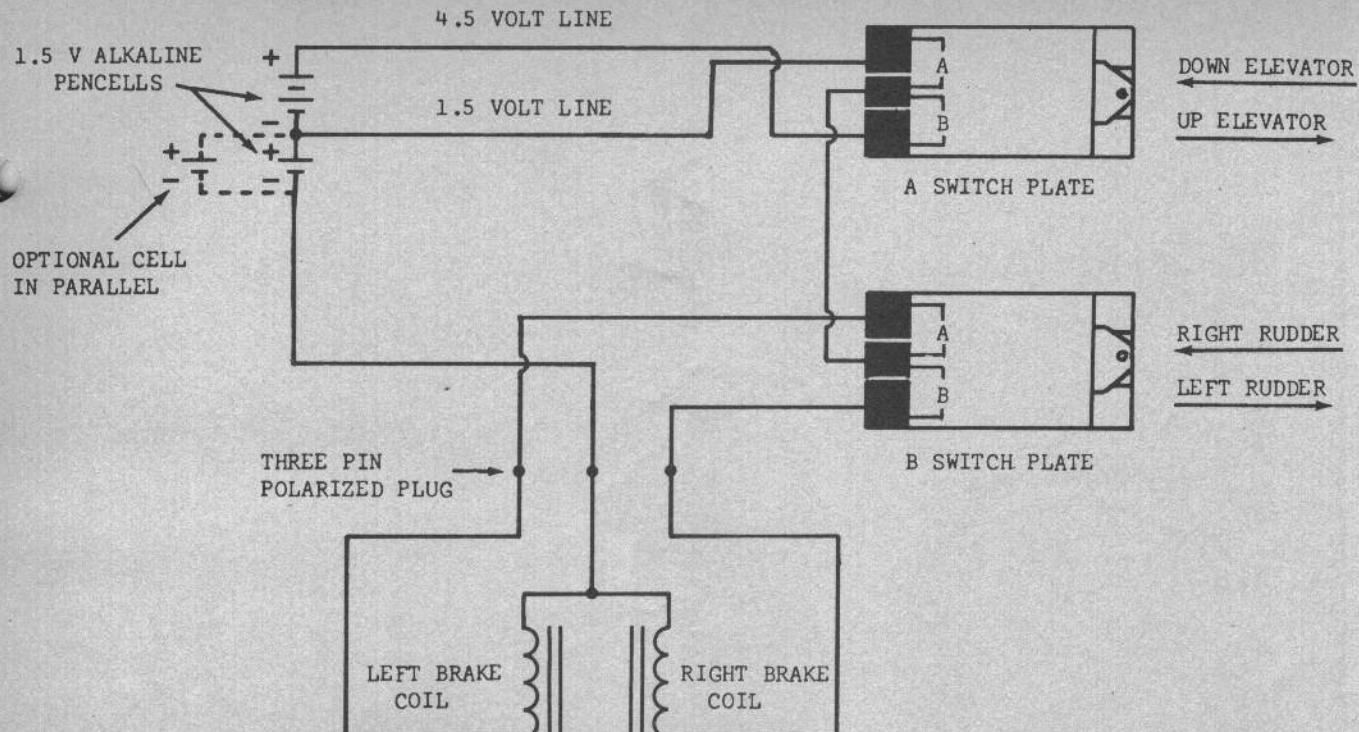 4.5 VOLT LINE
1.5 V ALKALINE
PENCELLS
+
-
1.5 VOLT LINE
+
-
+
-
OPTIONAL CELL
IN PARALLEL
A
B
DOWN ELEVATOR
UP ELEVATOR
A SWITCH PLATE
A
B
RIGHT RUDDER
LEFT RUDDER
B SWITCH PLATE
THREE PIN
POLARIZED PLUG
LEFT BRAKE
COIL
RIGHT BRAKE
COIL